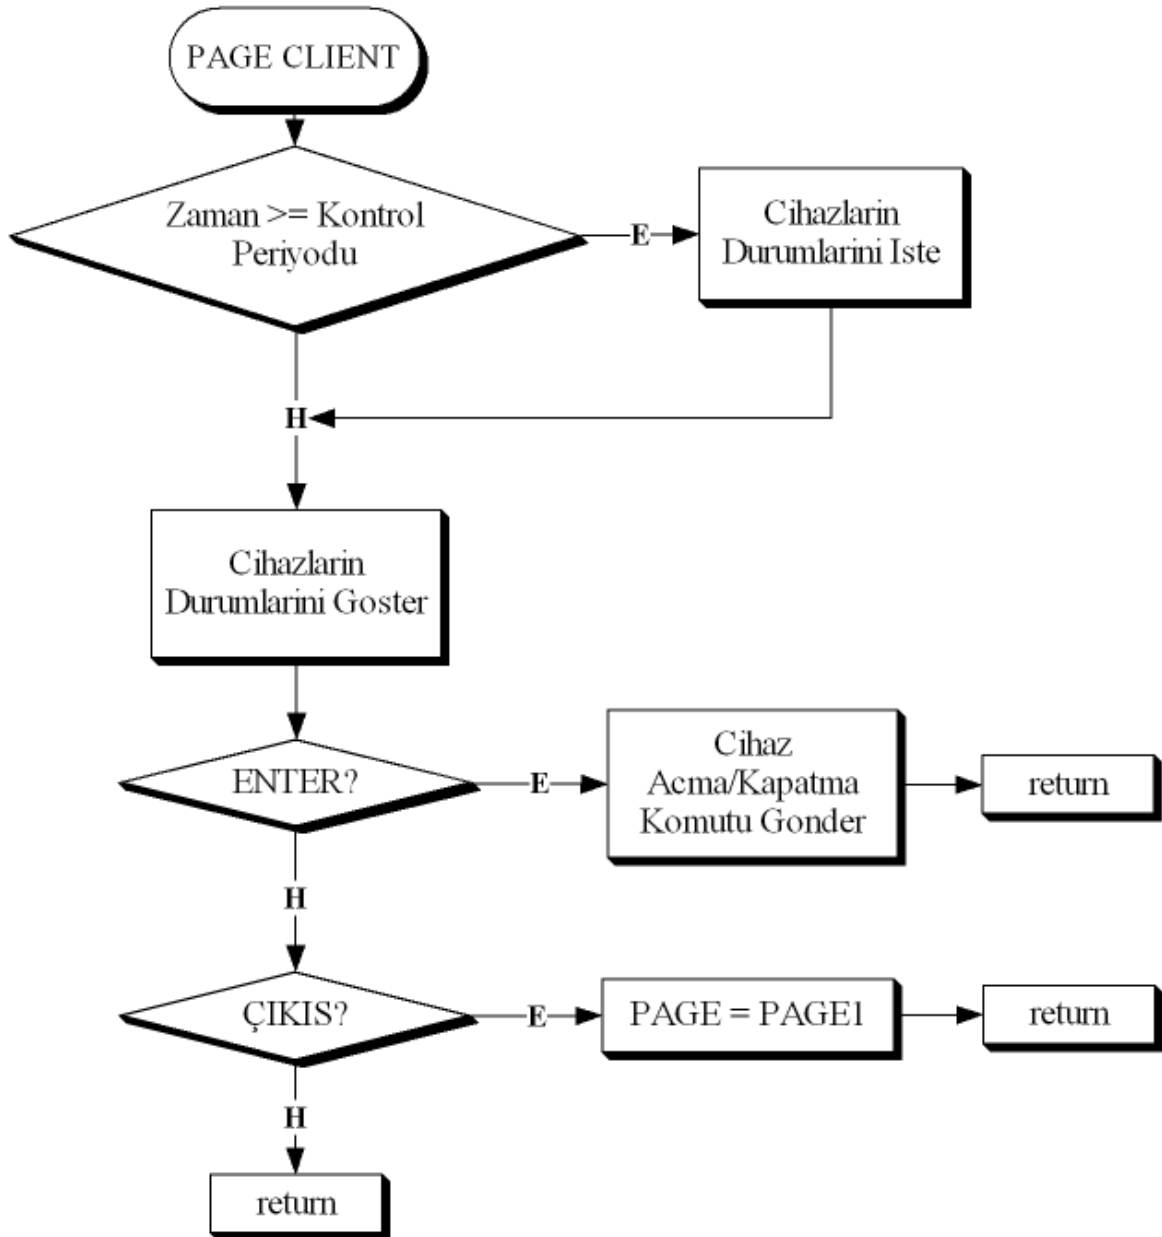 PAGE CLIENT
Zaman >= Kontrol
Periyodu
E
Cihazlarin
Durumlarini Iste
H
Cihazlarin
Durumlarini Goster
ENTER?
E
Cihaz
Acma/Kapatma
Komutu Gonder
return
H
ÇIKIS?
E
PAGE = PAGE1
return
H
return